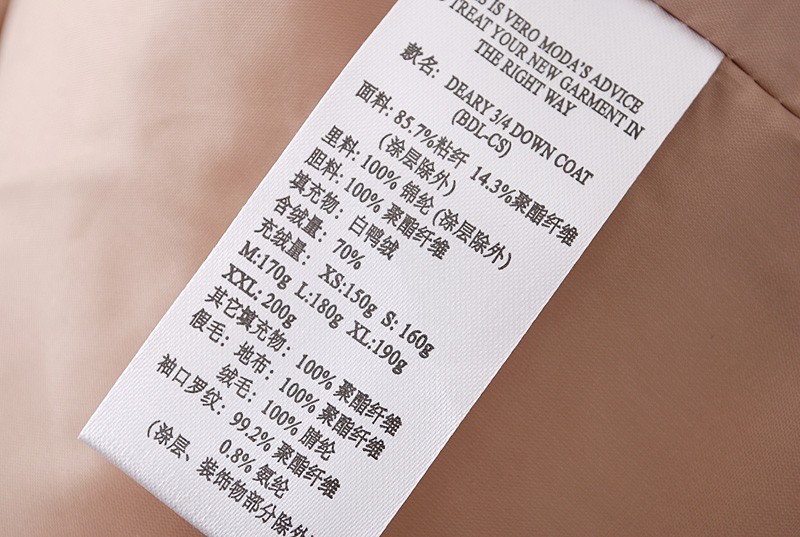 IS VERO MODA'S ADVICE
TREAT YOUR NEW GARMENT IN
THE RIGHT WAY
款名: DEARY 3/4 DOWN COAT
(BDL-CS)
面料: 85.7%粘纤 14.3%聚酯纤维
(涂层除外)
里料: 100% 锦纶 (涂层除外)
胆料: 100% 聚酯纤维
填充物: 白鸭绒
含绒量: 70%
充绒量: XS:150g S: 160g
M:170g L:180g XL:190g
XXL: 200g
其它填充物: 100% 聚酯纤维
假毛: 地布: 100% 聚酯纤维
绒毛: 100% 腈纶
袖口罗纹: 99.2% 聚酯纤维
0.8% 氨纶
(涂层、装饰物部分除外